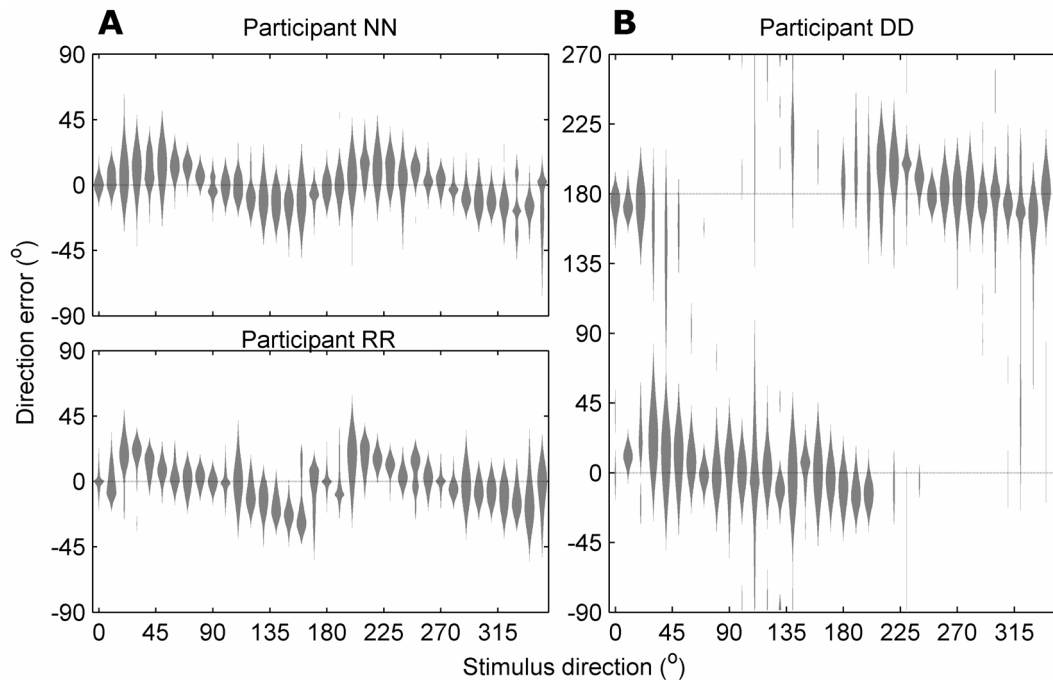 A
Participant NN
90
45
0
-45
-90
Participant RR
90
45
0
-45
-90
0 45 90 135 180 225 270 315
Direction error (º)
B
Participant DD
270
225
180
135
90
45
0
-45
-90
0 45 90 135 180 225 270 315
Stimulus direction (º)